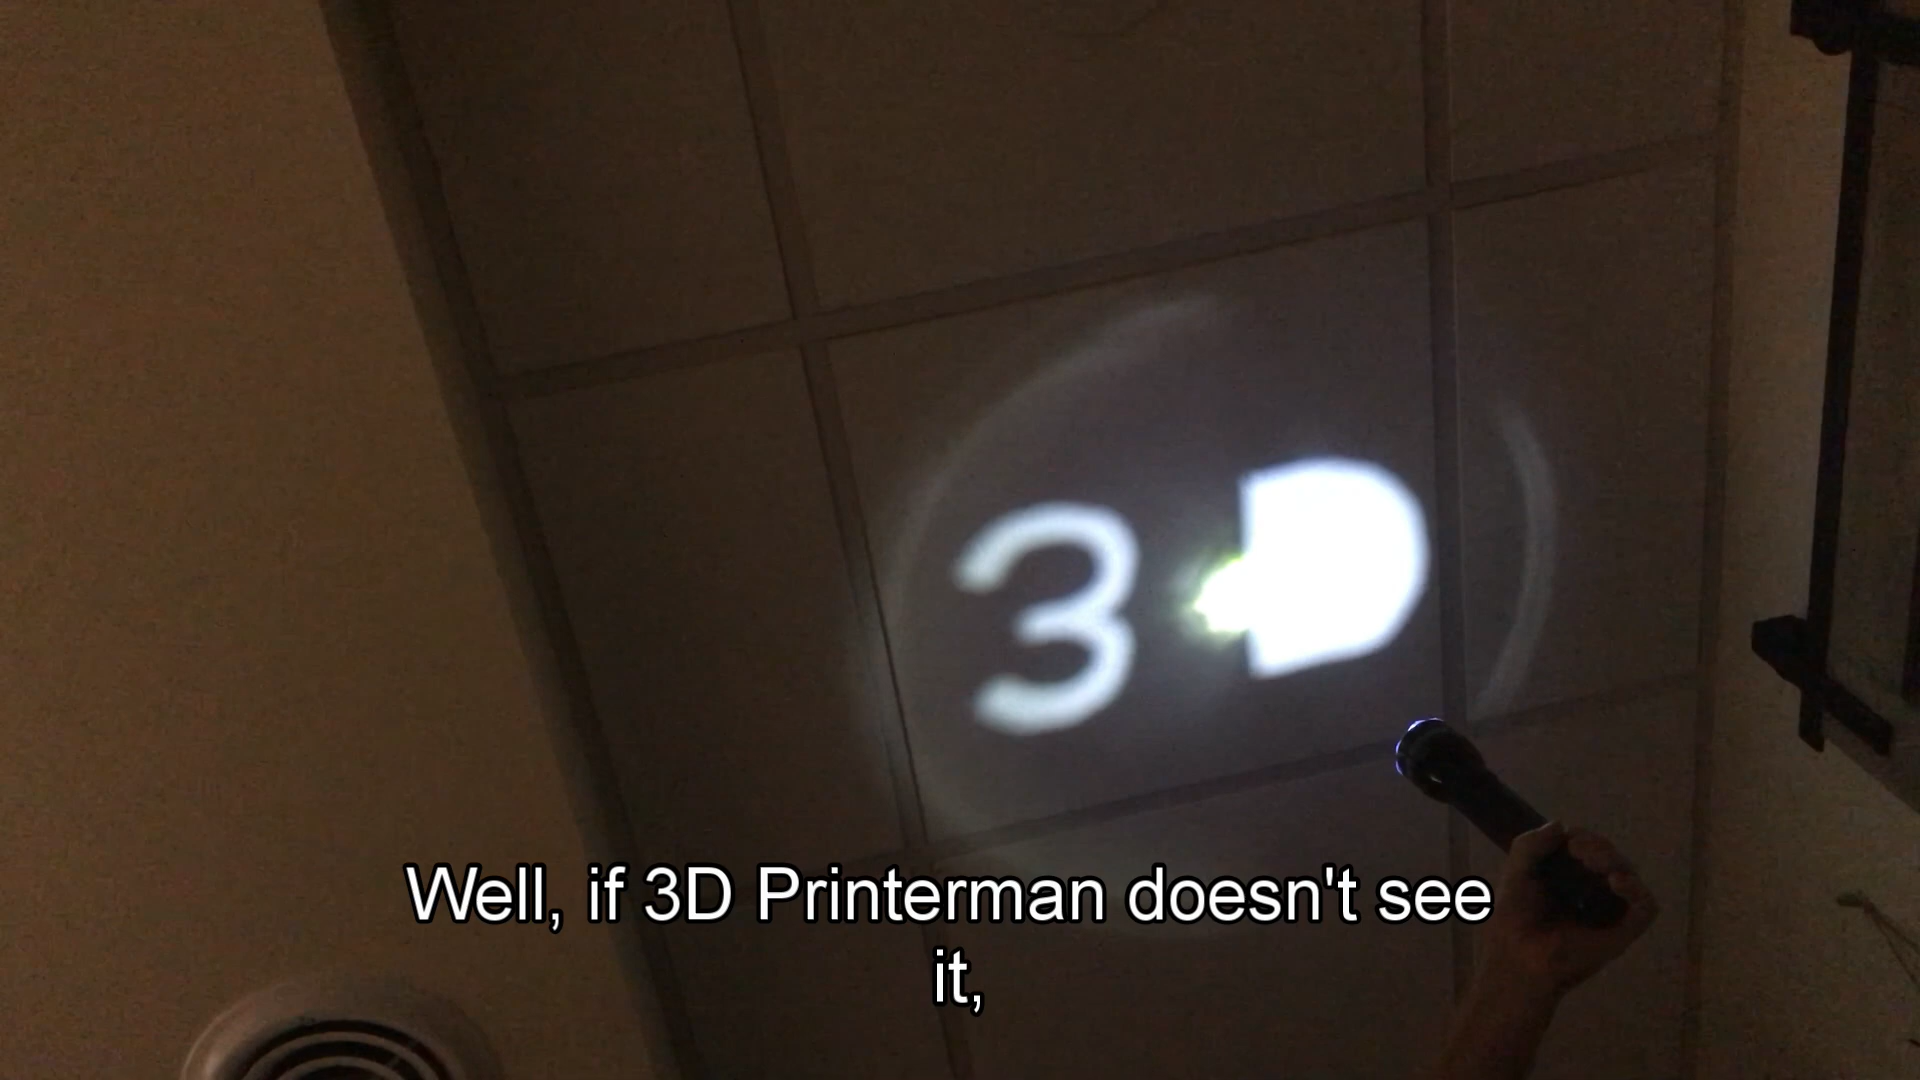 3D
Well, if 3D Printerman doesn't see
it,